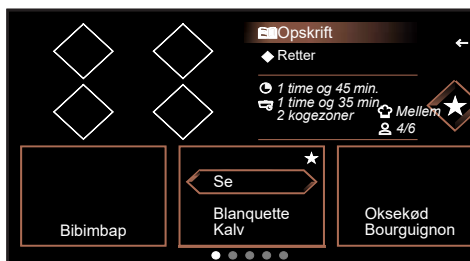 Opskrift
Retter
1 time og 45 min.
1 time og 35 min
2 kogezoner
Mellem
4/6
Bibimbap
Se
Blanquette
Kalv
Oksekød
Bourguignon